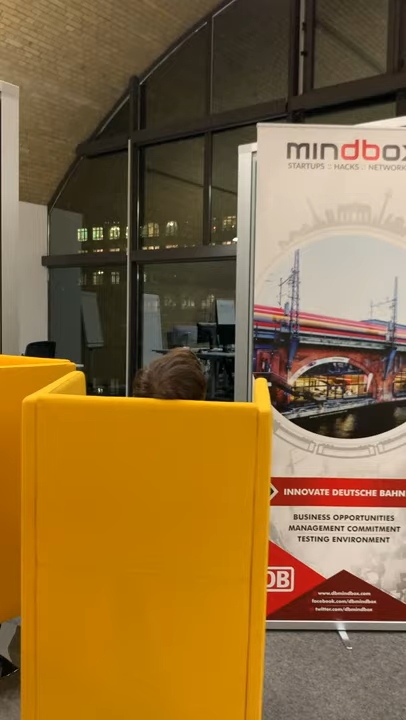 mindbox
STARTUPS :: HACKS :: NETWORK
INNOVATE DEUTSCHE BAHN
BUSINESS OPPORTUNITIES
MANAGEMENT COMMITMENT
TESTING ENVIRONMENT
DB
www.dbmindbox.com
facebook.com/dbmindbox
twitter.com/dbmindbox